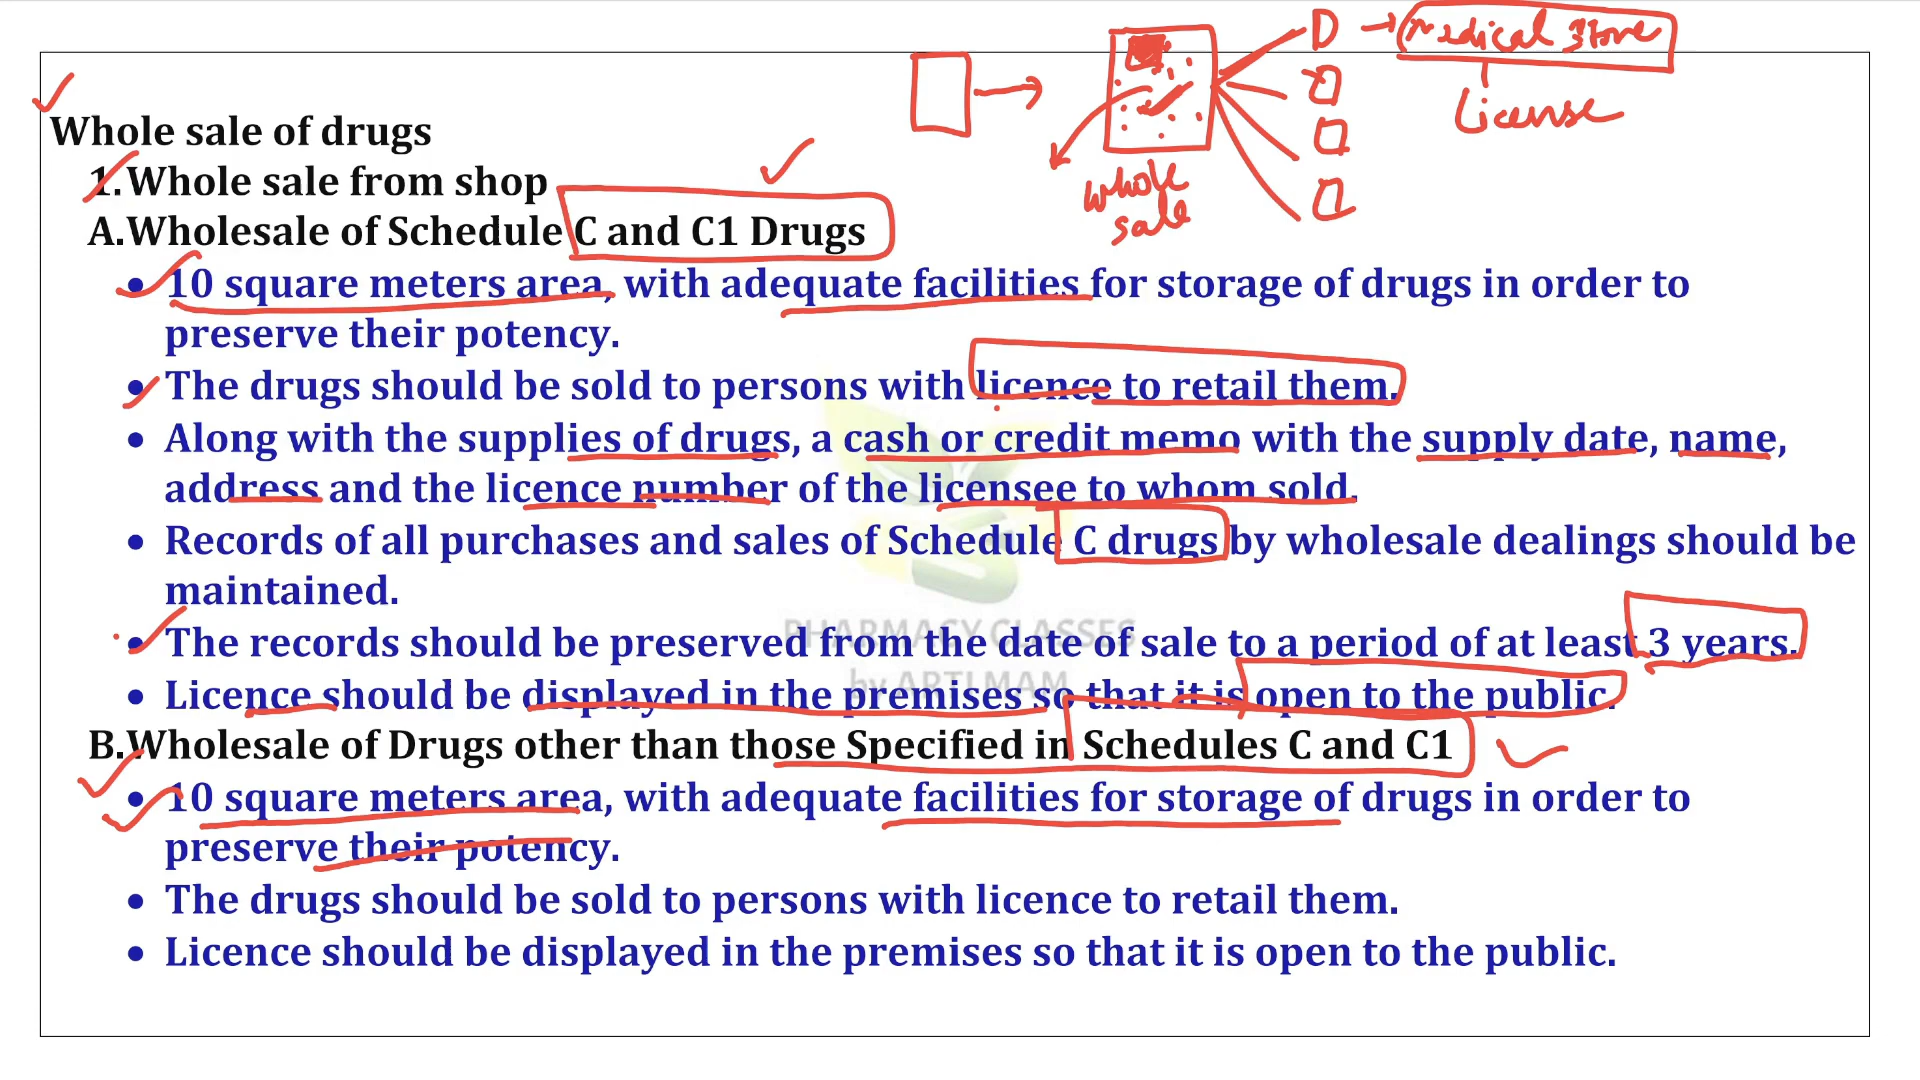 D → medical store
License
whole
sale
Whole sale of drugs
1. Whole sale from shop
A. Wholesale of Schedule C and C1 Drugs
• 10 square meters area, with adequate facilities for storage of drugs in order to
preserve their potency.
• The drugs should be sold to persons with licence to retail them.
• Along with the supplies of drugs, a cash or credit memo with the supply date, name,
address and the licence number of the licensee to whom sold.
• Records of all purchases and sales of Schedule C drugs by wholesale dealings should be
maintained.
• The records should be preserved from the date of sale to a period of at least 3 years.
PHARMACY CLASSES
by ARTI MAM
• Licence should be displayed in the premises so that it is open to the public.
B. Wholesale of Drugs other than those Specified in Schedules C and C1
• 10 square meters area, with adequate facilities for storage of drugs in order to
preserve their potency.
• The drugs should be sold to persons with licence to retail them.
• Licence should be displayed in the premises so that it is open to the public.